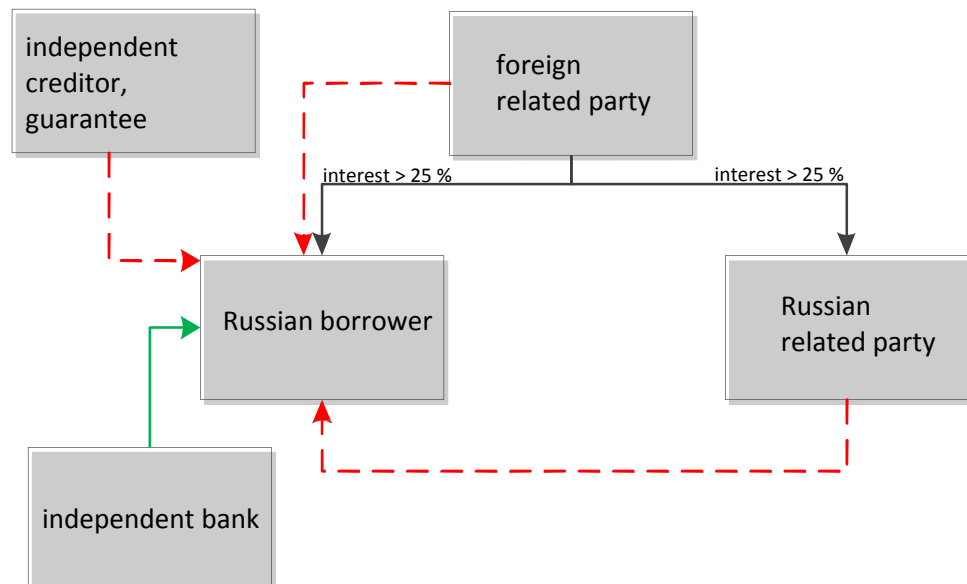 independent
creditor,
guarantee
foreign
related party
interest > 25 %
interest > 25 %
Russian borrower
Russian
related party
independent bank